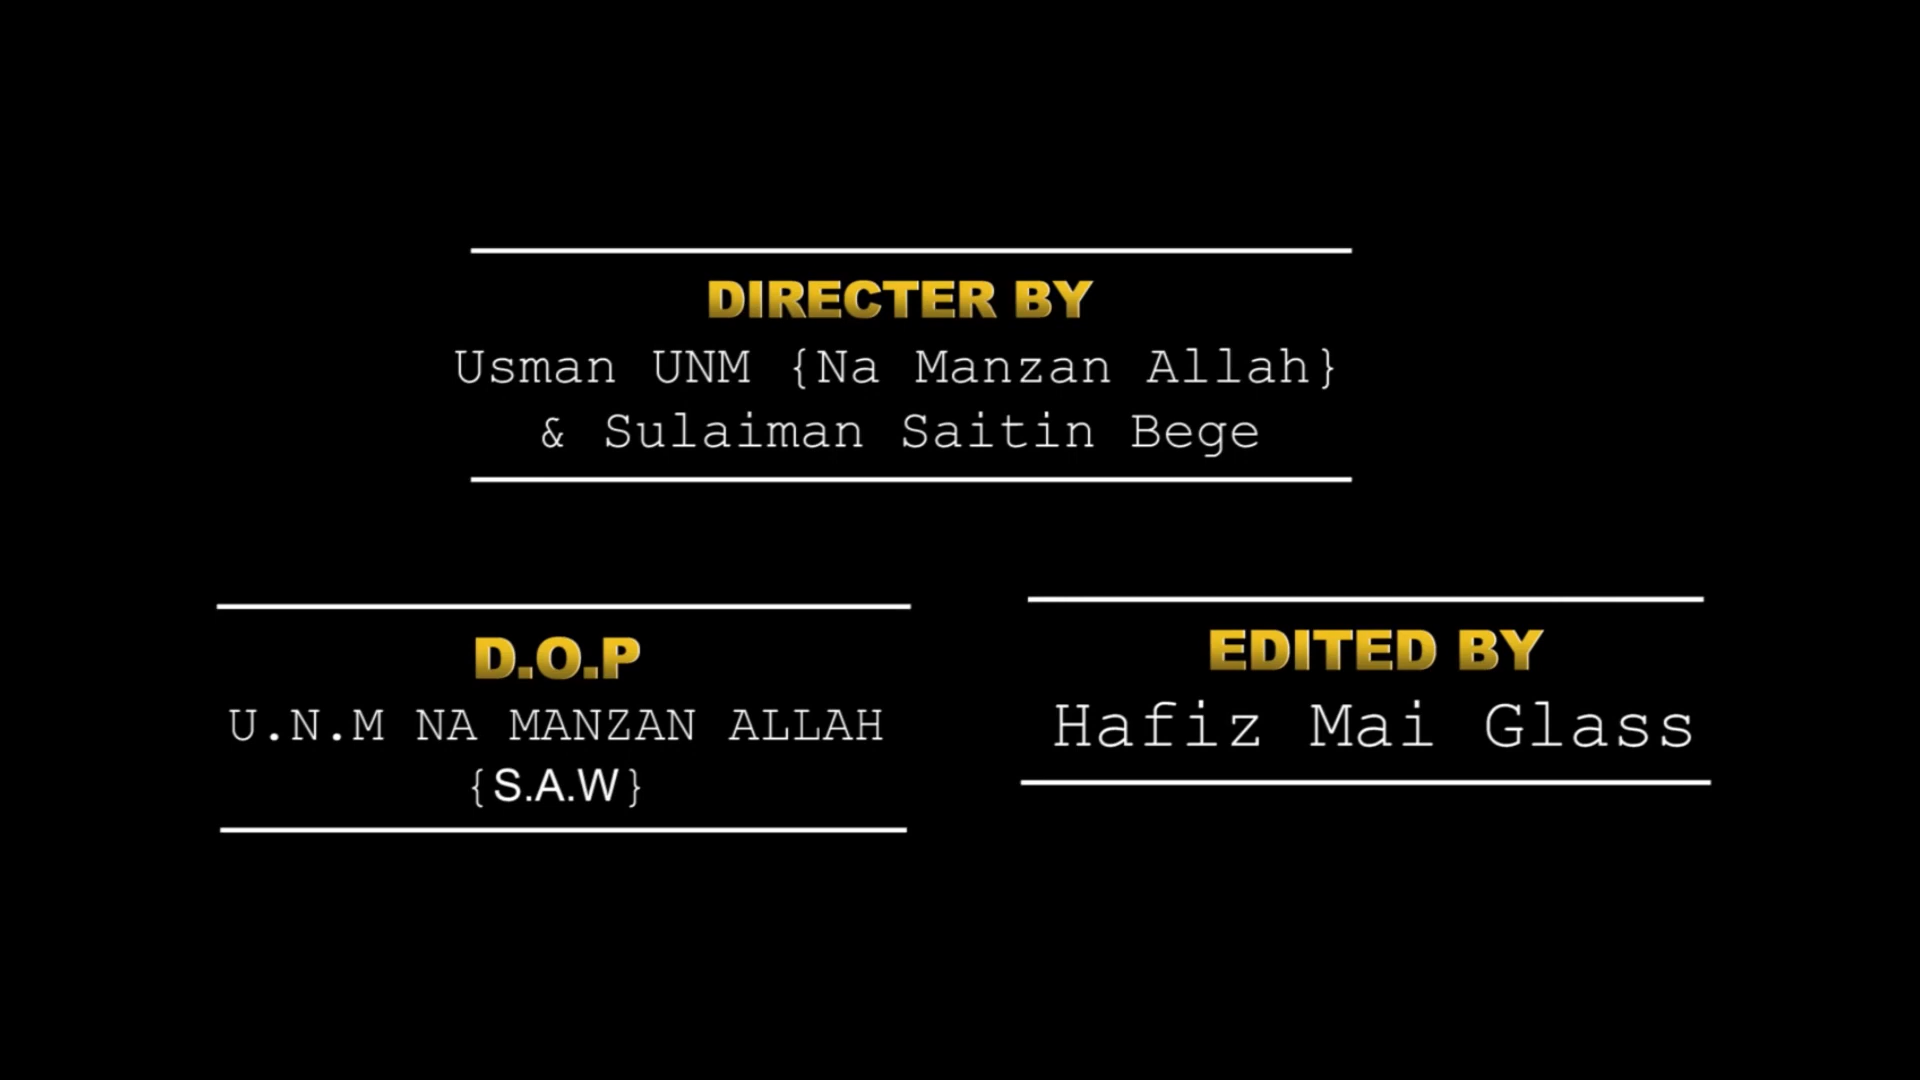 DIRECTER BY
Usman UNM {Na Manzan Allah}
& Sulaiman Saitin Bege
D.O.P
U.N.M NA MANZAN ALLAH
{S.A.W}
EDITED BY
Hafiz Mai Glass